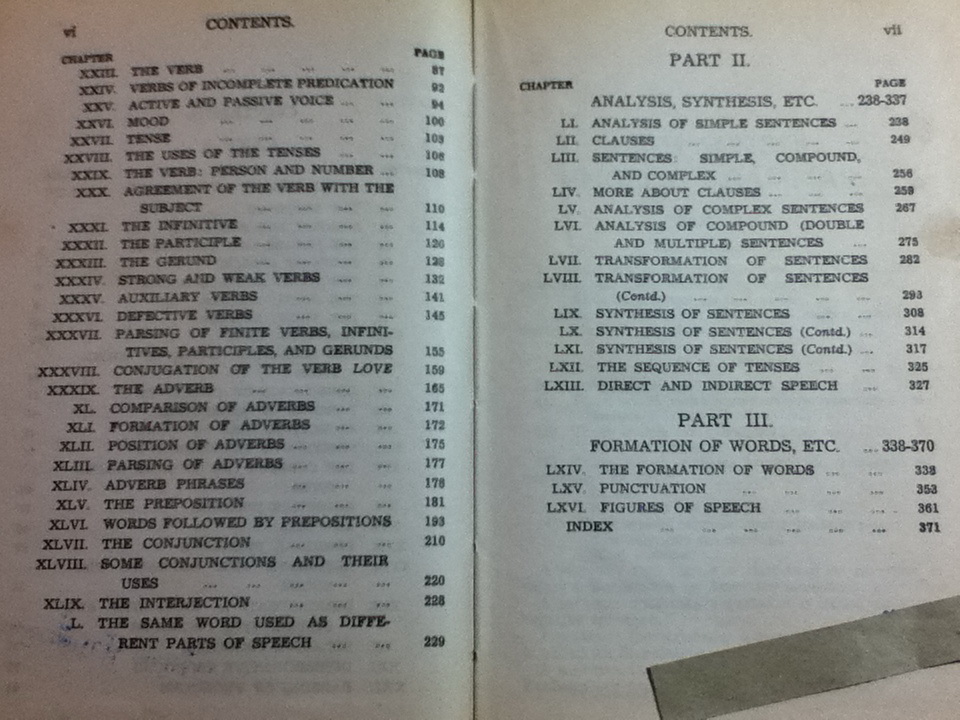 vi CONTENTS.
CHAPTER PAGE
XXIII. THE VERB ... ... ... ... 87
XXIV. VERBS OF INCOMPLETE PREDICATION 92
XXV. ACTIVE AND PASSIVE VOICE ... ... 94
XXVI. MOOD ... ... ... ... 100
XXVII. TENSE ... ... ... ... 103
XXVIII. THE USES OF THE TENSES ... ... 106
XXIX. THE VERB: PERSON AND NUMBER ... 108
XXX. AGREEMENT OF THE VERB WITH THE
SUBJECT ... ... ... ... 110
XXXI. THE INFINITIVE ... ... ... 114
XXXII. THE PARTICIPLE ... ... ... 120
XXXIII. THE GERUND ... ... ... 128
XXXIV. STRONG AND WEAK VERBS ... ... 132
XXXV. AUXILIARY VERBS ... ... ... 141
XXXVI. DEFECTIVE VERBS ... ... ... 145
XXXVII. PARSING OF FINITE VERBS, INFINI-
TIVES, PARTICIPLES, AND GERUNDS 155
XXXVIII. CONJUGATION OF THE VERB LOVE 159
XXXIX. THE ADVERB ... ... ... 165
XL. COMPARISON OF ADVERBS ... ... 171
XLI. FORMATION OF ADVERBS ... ... 172
XLII. POSITION OF ADVERBS ... ... ... 175
XLIII. PARSING OF ADVERBS ... ... ... 177
XLIV. ADVERB PHRASES ... ... ... 178
XLV. THE PREPOSITION ... ... ... 181
XLVI. WORDS FOLLOWED BY PREPOSITIONS 193
XLVII. THE CONJUNCTION ... ... ... 210
XLVIII. SOME CONJUNCTIONS AND THEIR
USES ... ... ... ... ... 220
XLIX. THE INTERJECTION ... ... ... 228
L. THE SAME WORD USED AS DIFFE-
RENT PARTS OF SPEECH ... ... 229
CONTENTS. vii
PART II.
CHAPTER PAGE
ANALYSIS, SYNTHESIS, ETC. ... 238-337
LI. ANALYSIS OF SIMPLE SENTENCES ... 238
LII. CLAUSES ... ... ... ... 249
LIII. SENTENCES: SIMPLE, COMPOUND,
AND COMPLEX ... ... ... 256
LIV. MORE ABOUT CLAUSES ... ... ... 259
LV. ANALYSIS OF COMPLEX SENTENCES 267
LVI. ANALYSIS OF COMPOUND (DOUBLE
AND MULTIPLE) SENTENCES ... 275
LVII. TRANSFORMATION OF SENTENCES 282
LVIII. TRANSFORMATION OF SENTENCES
(Contd.) ... ... ... ... 293
LIX. SYNTHESIS OF SENTENCES ... ... 308
LX. SYNTHESIS OF SENTENCES (Contd.) ... 314
LXI. SYNTHESIS OF SENTENCES (Contd.) ... 317
LXII. THE SEQUENCE OF TENSES ... ... 325
LXIII. DIRECT AND INDIRECT SPEECH ... 327
PART III.
FORMATION OF WORDS, ETC. ... 338-370
LXIV. THE FORMATION OF WORDS ... ... 338
LXV. PUNCTUATION ... ... ... ... 353
LXVI. FIGURES OF SPEECH ... ... ... 361
INDEX ... ... ... ... ... ... 371